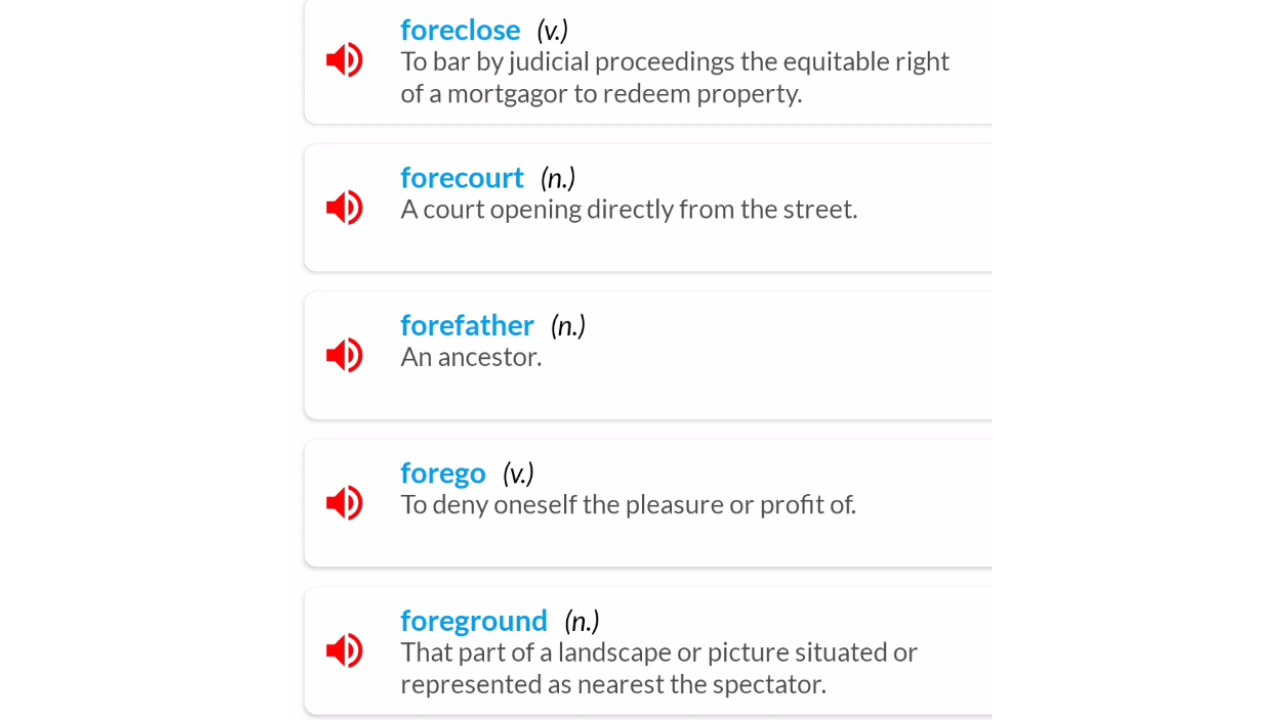 foreclose (v.)
To bar by judicial proceedings the equitable right
of a mortgagor to redeem property.
forecourt (n.)
A court opening directly from the street.
forefather (n.)
An ancestor.
forego (v.)
To deny oneself the pleasure or profit of.
foreground (n.)
That part of a landscape or picture situated or
represented as nearest the spectator.